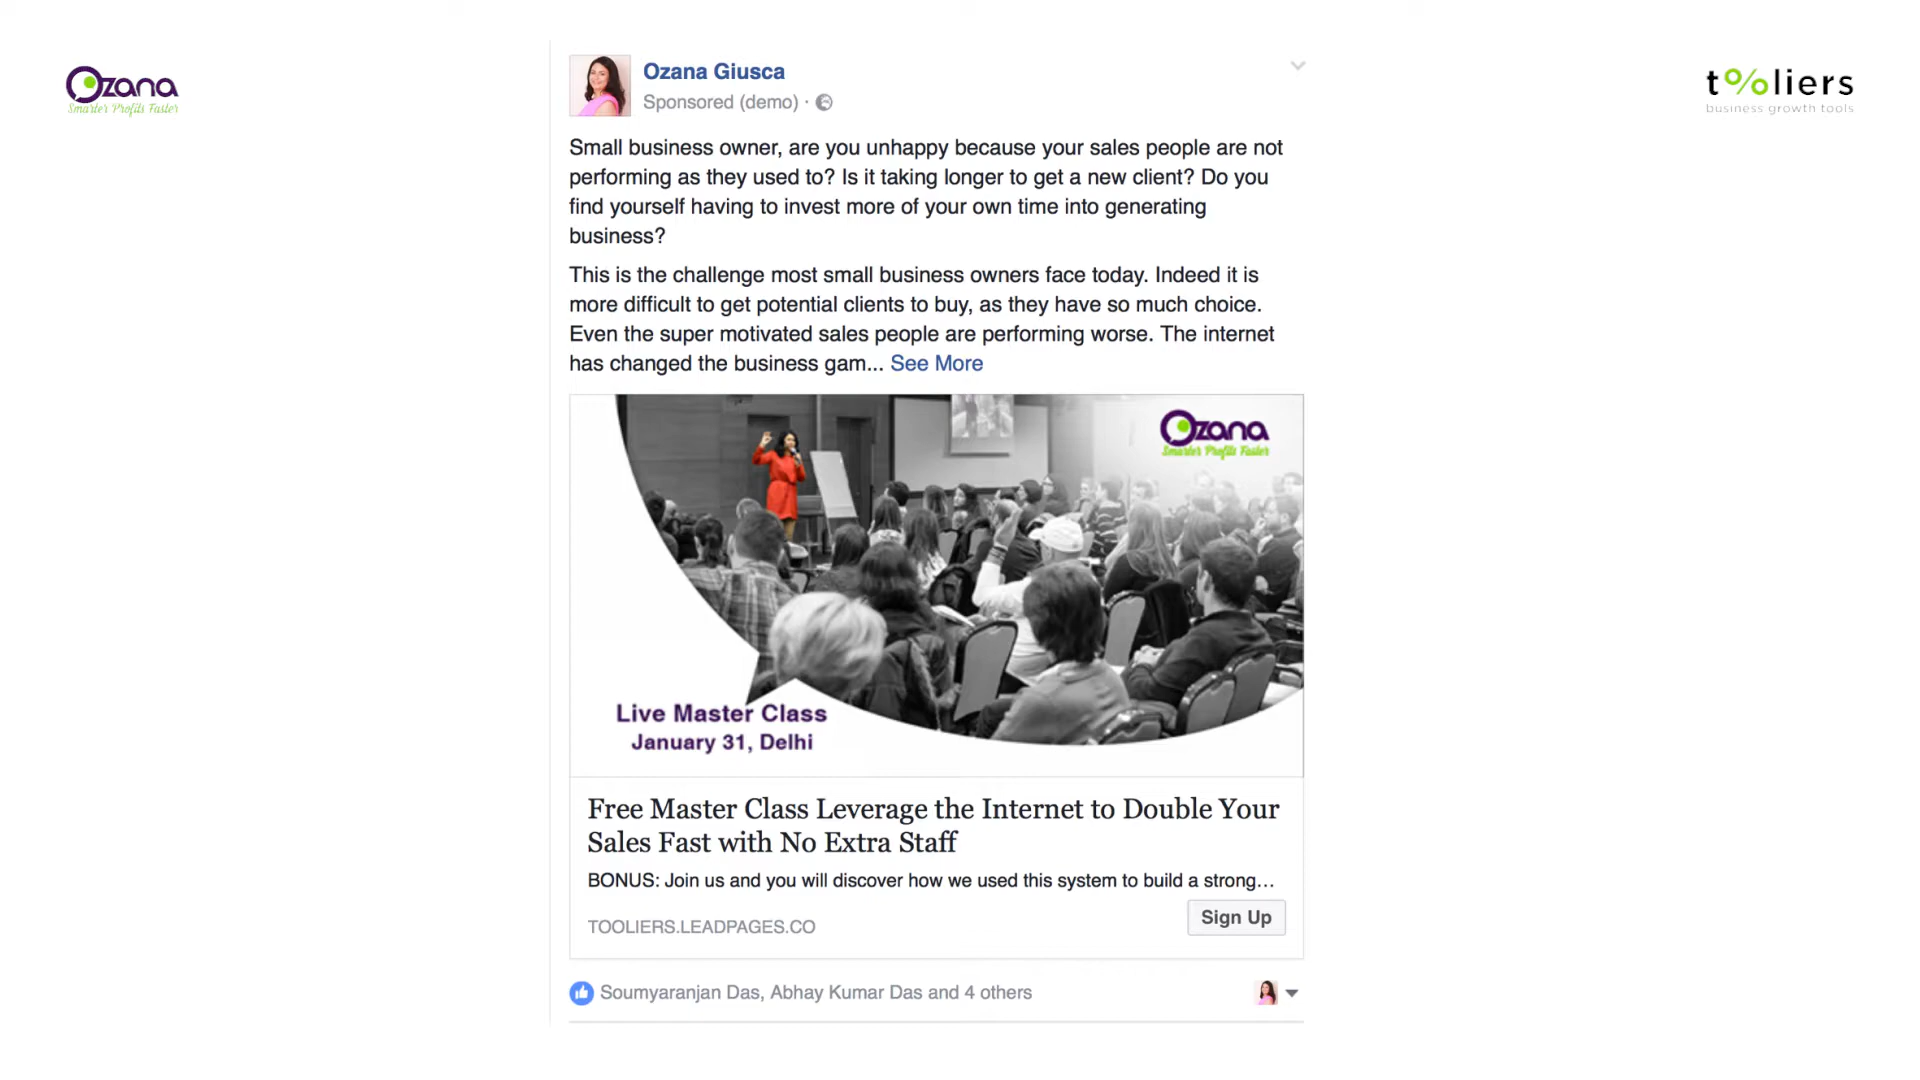 Ozana
Smarter Profits Faster
t%liers
business growth tools
Ozana Giusca
Sponsored (demo) ·
Small business owner, are you unhappy because your sales people are not
performing as they used to? Is it taking longer to get a new client? Do you
find yourself having to invest more of your own time into generating
business?
This is the challenge most small business owners face today. Indeed it is
more difficult to get potential clients to buy, as they have so much choice.
Even the super motivated sales people are performing worse. The internet
has changed the business gam... See More
Ozana
Smarter Profits Faster
Live Master Class
January 31, Delhi
Free Master Class Leverage the Internet to Double Your
Sales Fast with No Extra Staff
BONUS: Join us and you will discover how we used this system to build a strong...
TOOLIERS.LEADPAGES.CO
Sign Up
Soumyaranjan Das, Abhay Kumar Das and 4 others